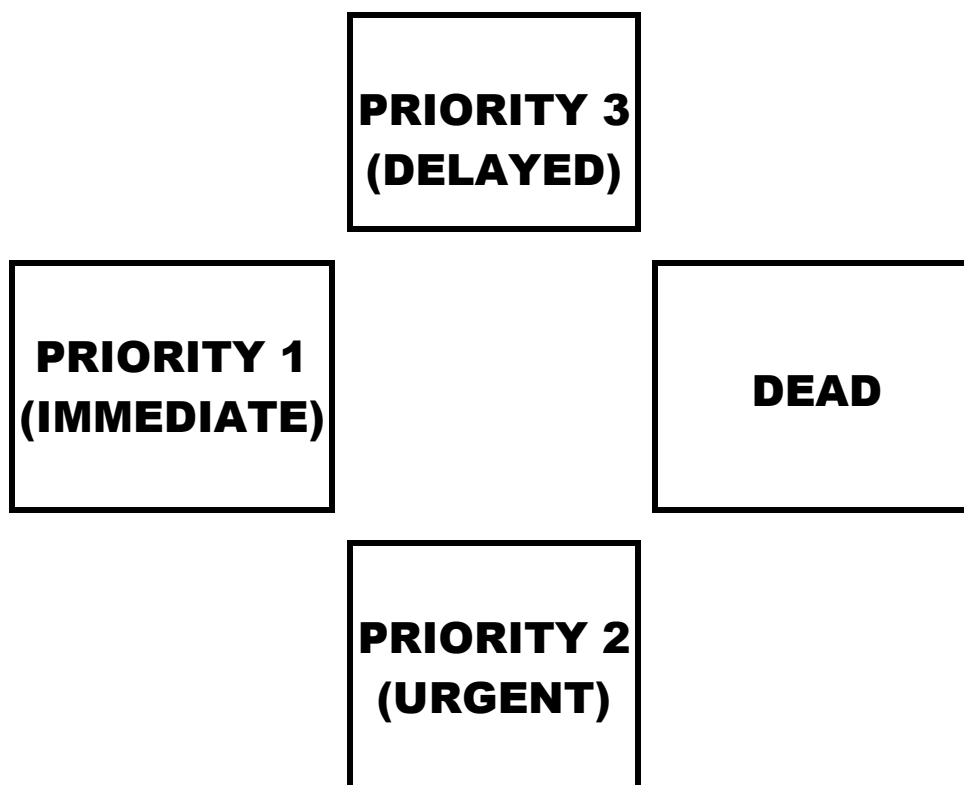 PRIORITY 3
(DELAYED)
PRIORITY 1
(IMMEDIATE)
DEAD
PRIORITY 2
(URGENT)